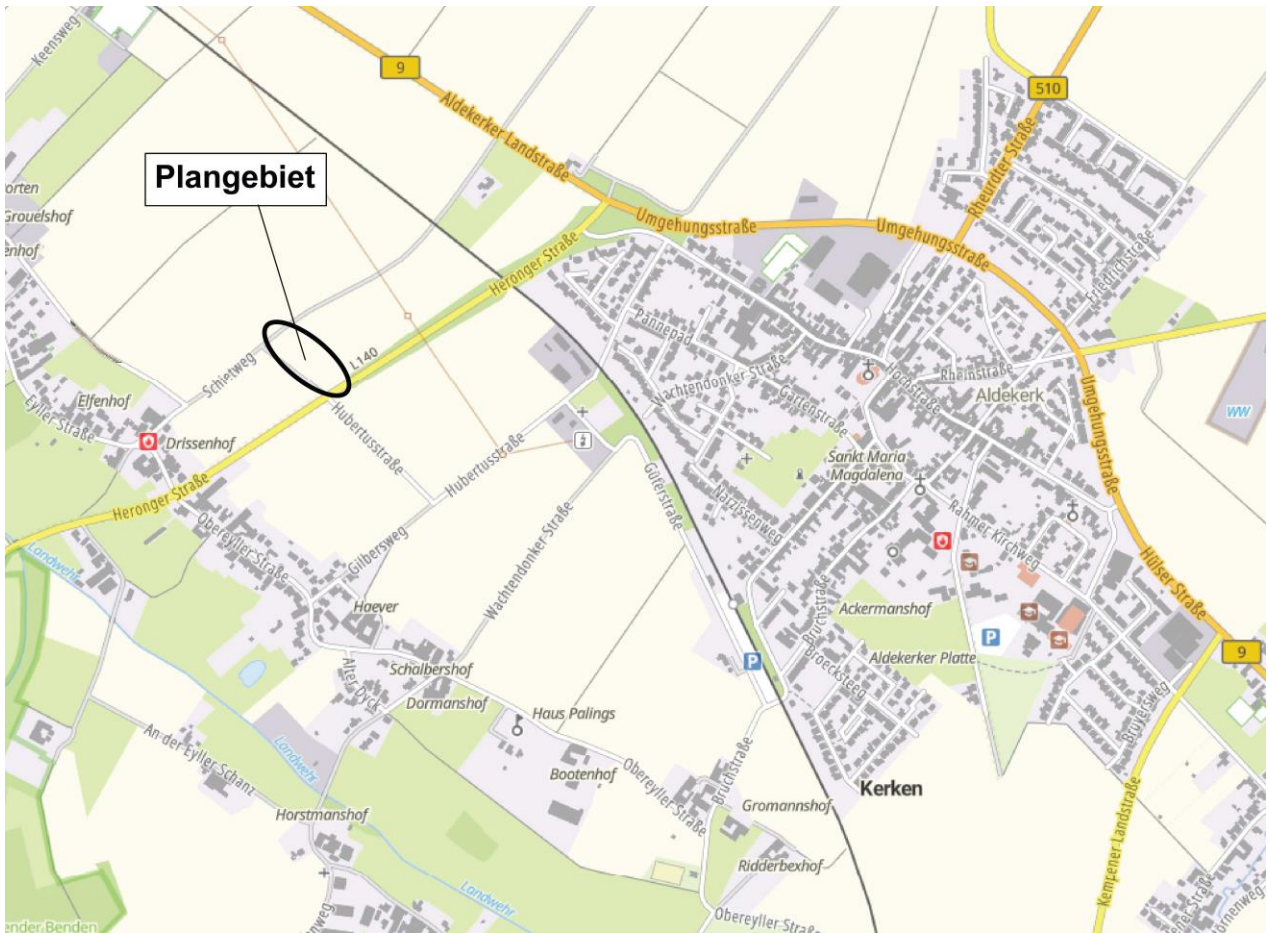 Keensweg
9
Aldekerker Landstraße
510
Rheurdter Straße
Plangebiet
Grouelshof
Umgehungsstraße
Umgehungsstraße
Heronger Straße
Friedrichstraße
Pannepad
L140
Schietweg
Wachtendonker Straße
Hochstraße
Rheinstraße
Gartenstraße
Aldekerk
Umgehungsstraße
Elfenhof
Eyller Straße
Hubertusstraße
WW
Drissenhof
Hubertusstraße
Sankt Maria
Magdalena
Heronger Straße
Güterstraße
Narzissenweg
Rahmer Kirchweg
Obereyller Straße
Gilbersweg
Wachtendonker Straße
Landwehr
Hülser Straße
Haever
Bruchstraße
Ackermanshof
P
Aldekerker Platte
9
Schalbershof
P
Broecksteeg
Alter Dyck
Dormanshof
Haus Palings
Bruyersweg
An der Eyller Schanz
Landwehr
Bootenhof
Obereyller Straße
Bruchstraße
Kerken
Gromannshof
Horstmanshof
Kempener Landstraße
Ridderbexhof
Landwehr
Obereyller Straße